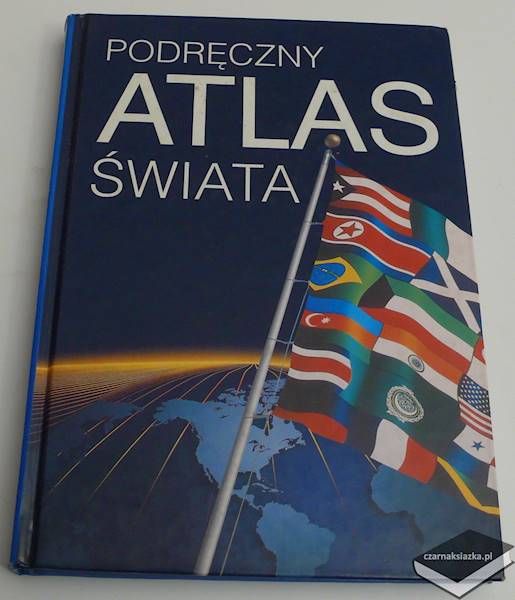 PODRĘCZNY
ATLAS
ŚWIATA
czarnaksiazka.pl